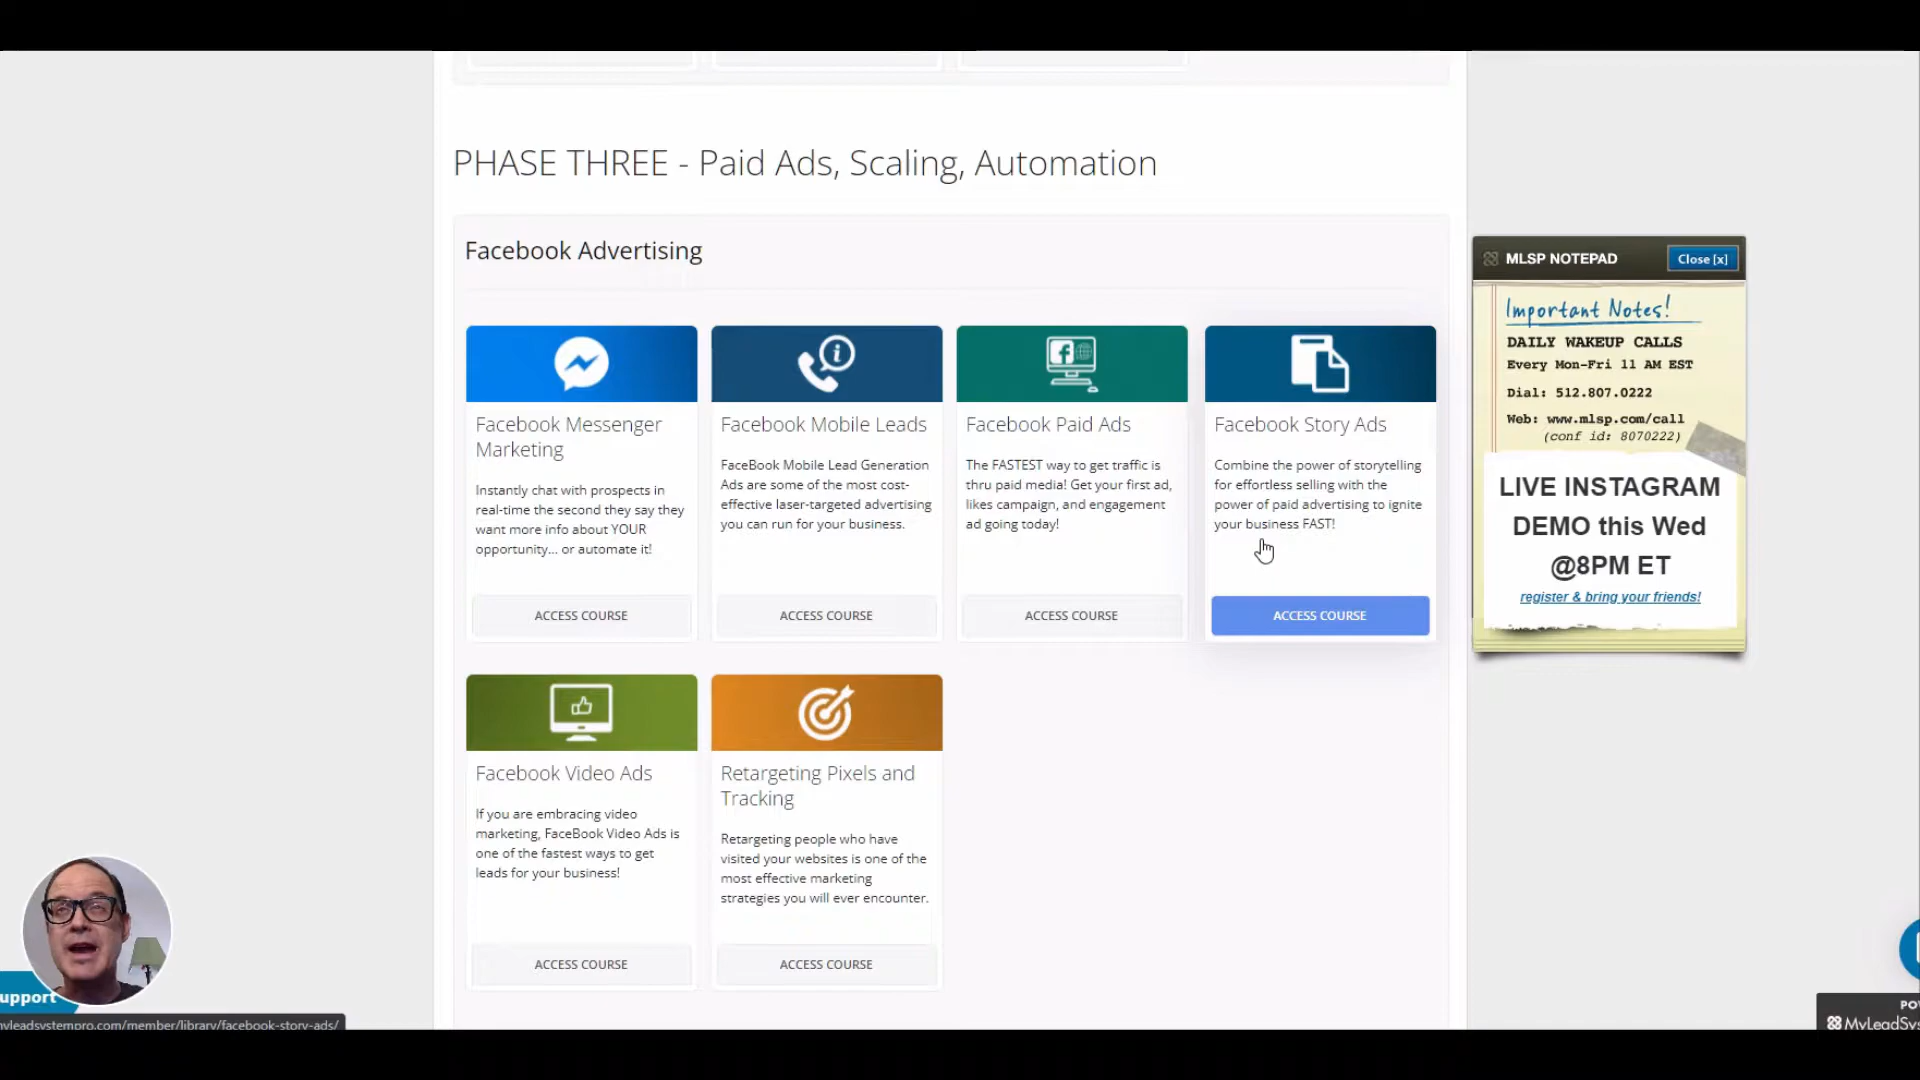 PHASE THREE - Paid Ads, Scaling, Automation
Facebook Advertising
Facebook Messenger
Marketing
Instantly chat with prospects in
real-time the second they say they
want more info about YOUR
opportunity... or automate it!
ACCESS COURSE
Facebook Mobile Leads
FaceBook Mobile Lead Generation
Ads are some of the most cost-
effective laser-targeted advertising
you can run for your business.
ACCESS COURSE
Facebook Paid Ads
The FASTEST way to get traffic is
thru paid media! Get your first ad,
likes campaign, and engagement
ad going today!
ACCESS COURSE
Facebook Story Ads
Combine the power of storytelling
for effortless selling with the
power of paid advertising to ignite
your business FAST!
ACCESS COURSE
Facebook Video Ads
If you are embracing video
marketing, FaceBook Video Ads is
one of the fastest ways to get
leads for your business!
ACCESS COURSE
Retargeting Pixels and
Tracking
Retargeting people who have
visited your websites is one of the
most effective marketing
strategies you will ever encounter.
ACCESS COURSE
MLSP NOTEPAD
Close [x]
Important Notes!
DAILY WAKEUP CALLS
Every Mon-Fri 11 AM EST
Dial: 512.807.0222
Web: www.mlsp.com/call
(conf id: 8070222)
LIVE INSTAGRAM
DEMO this Wed
@8PM ET
register & bring your friends!
upport
myleadsystempro.com/member/library/facebook-story-ads/
PO
MyLeadSys